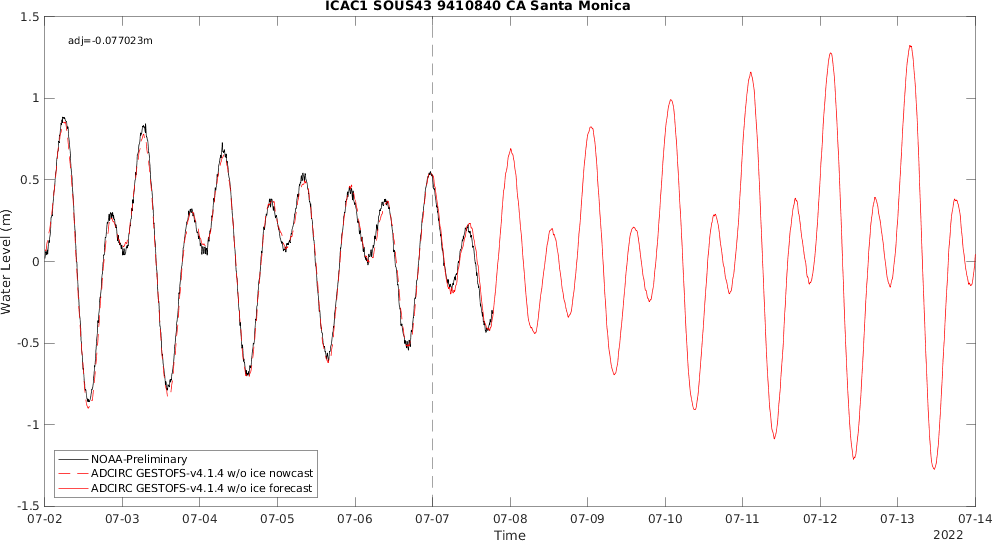 ICAC1 SOUS43 9410840 CA Santa Monica
1.5
adj=-0.077023m
1
0.5
0
-0.5
-1
-1.5
Water Level (m)
NOAA-Preliminary
ADCIRC GESTOFS-v4.1.4 w/o ice nowcast
ADCIRC GESTOFS-v4.1.4 w/o ice forecast
07-02 07-03 07-04 07-05 07-06 07-07 07-08 07-09 07-10 07-11 07-12 07-13 07-14
Time
2022